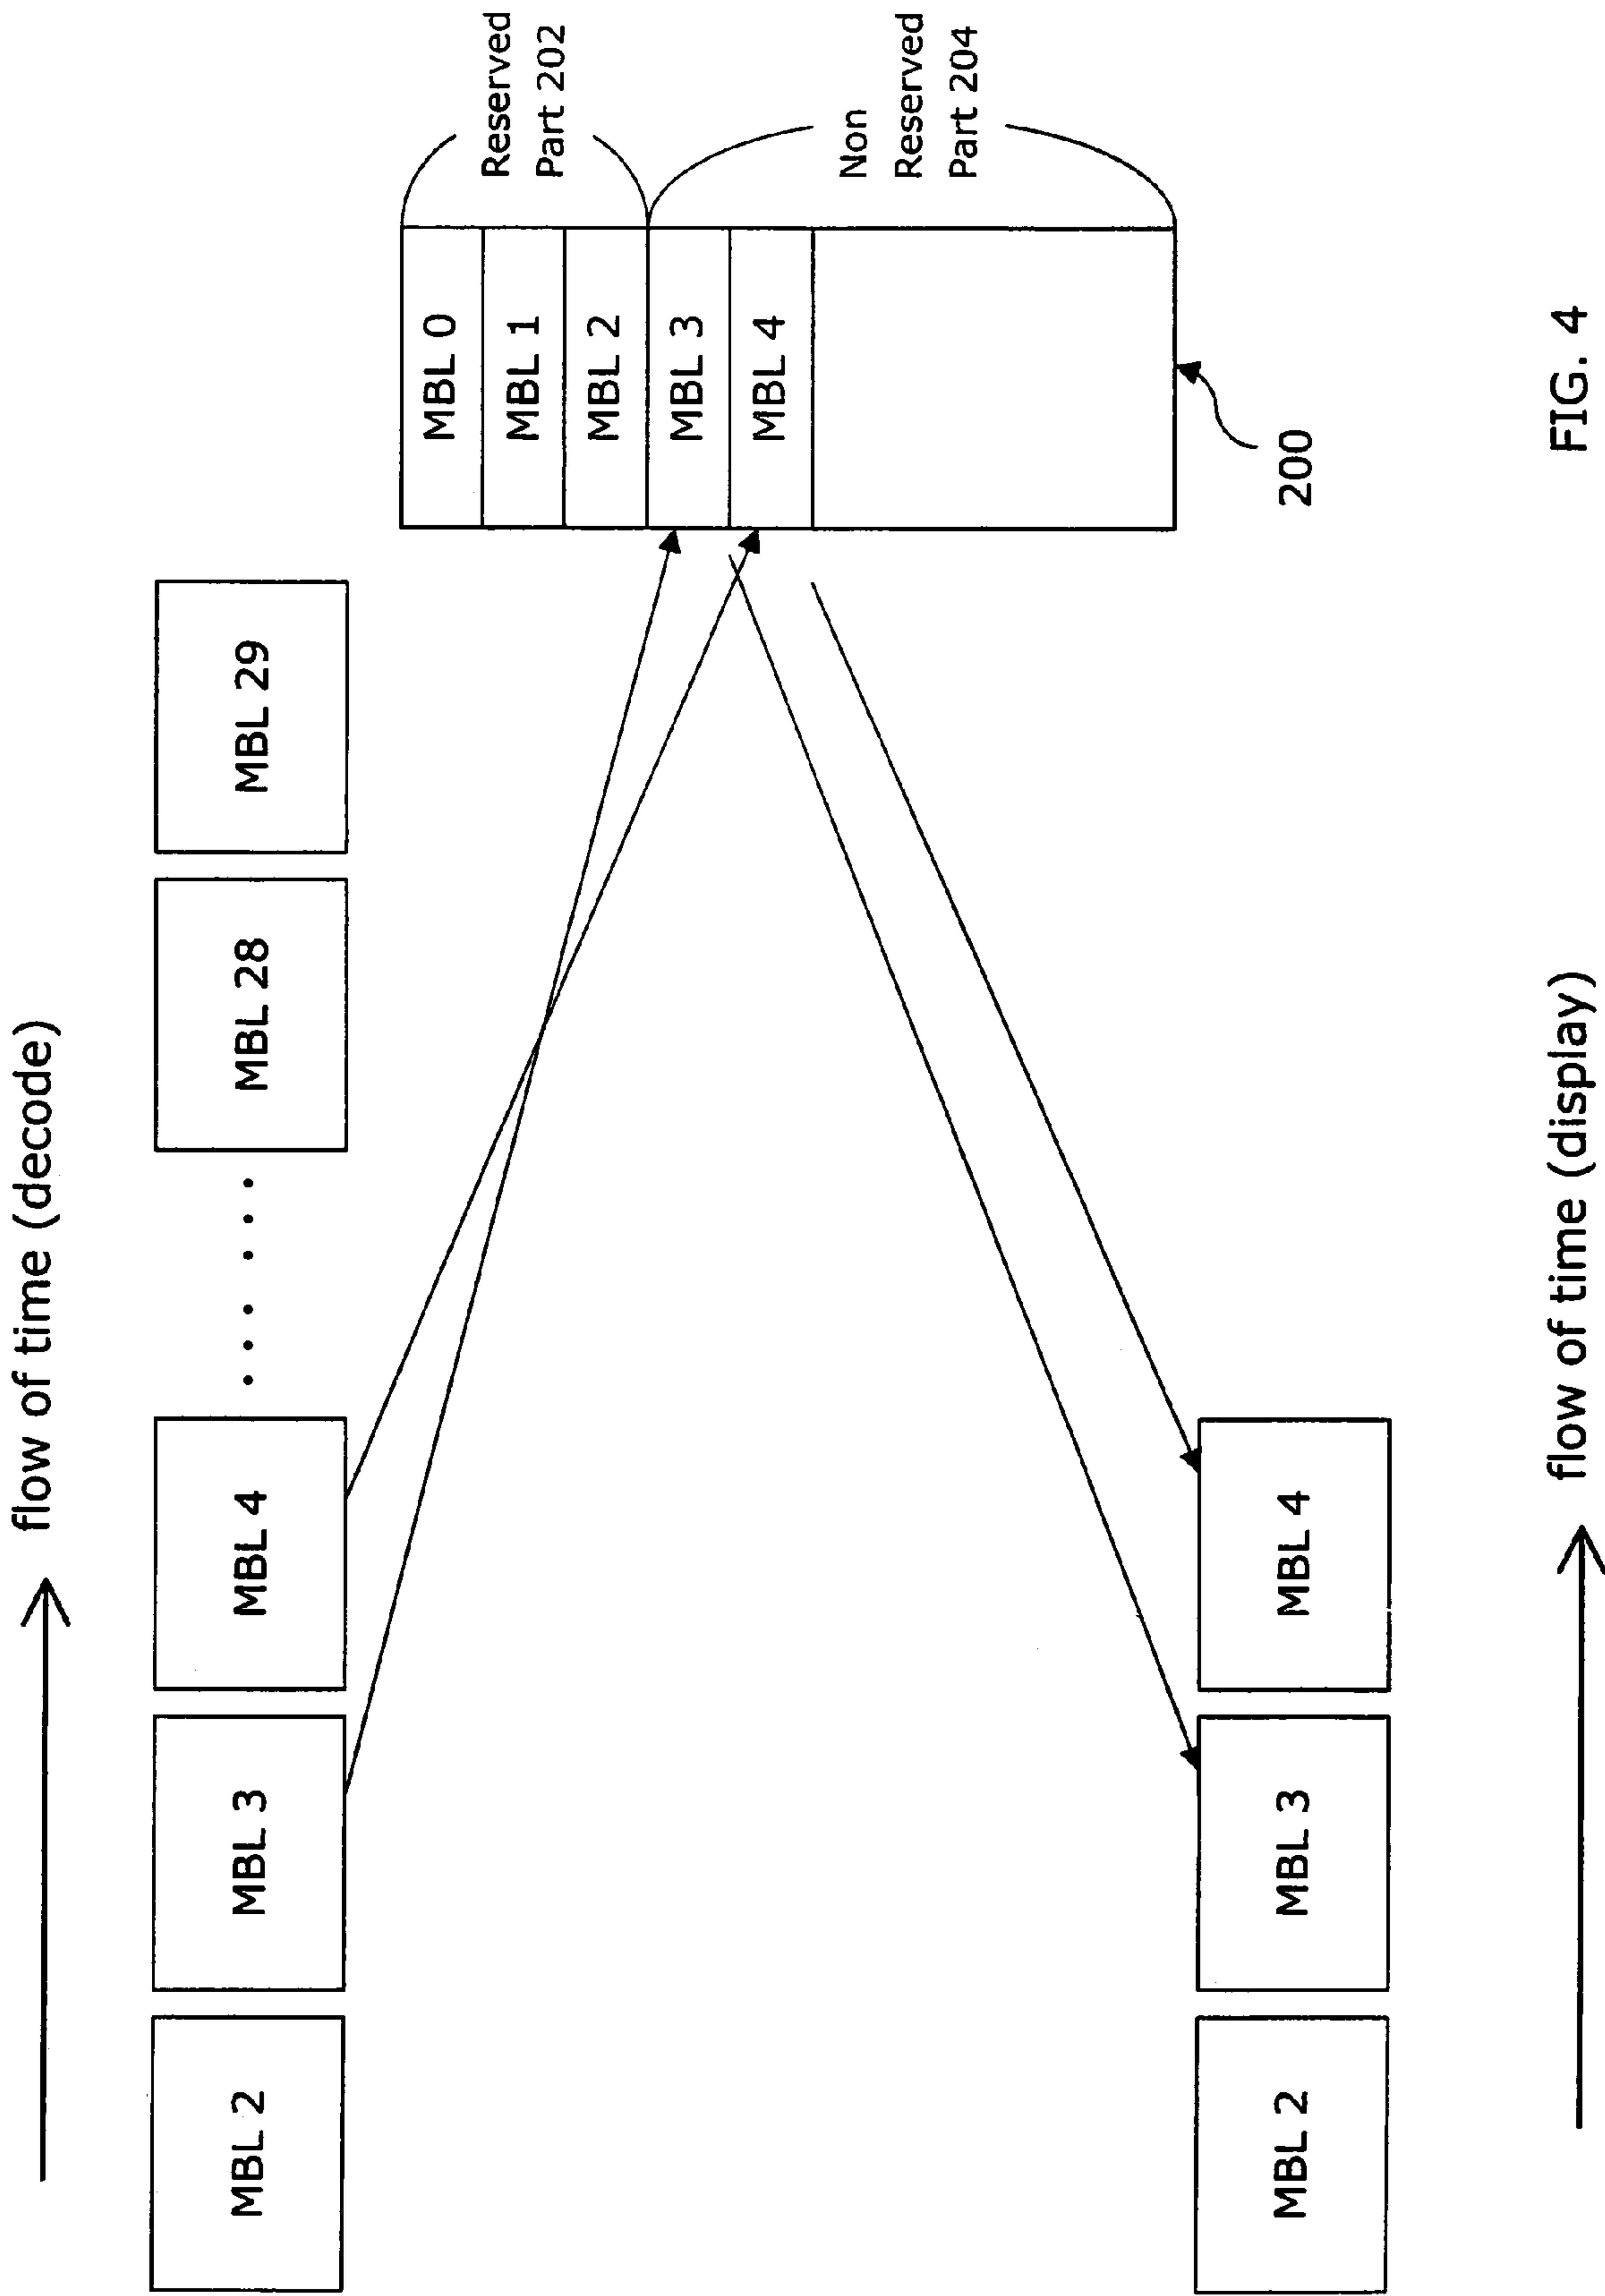 flow of time (decode)
MBL 2
MBL 3
MBL 4
MBL 28
MBL 29
MBL 0
MBL 1
MBL 2
MBL 3
MBL 4
Reserved
Part 202
Non
Reserved
Part 204
200
MBL 2
MBL 3
MBL 4
flow of time (display)
FIG. 4